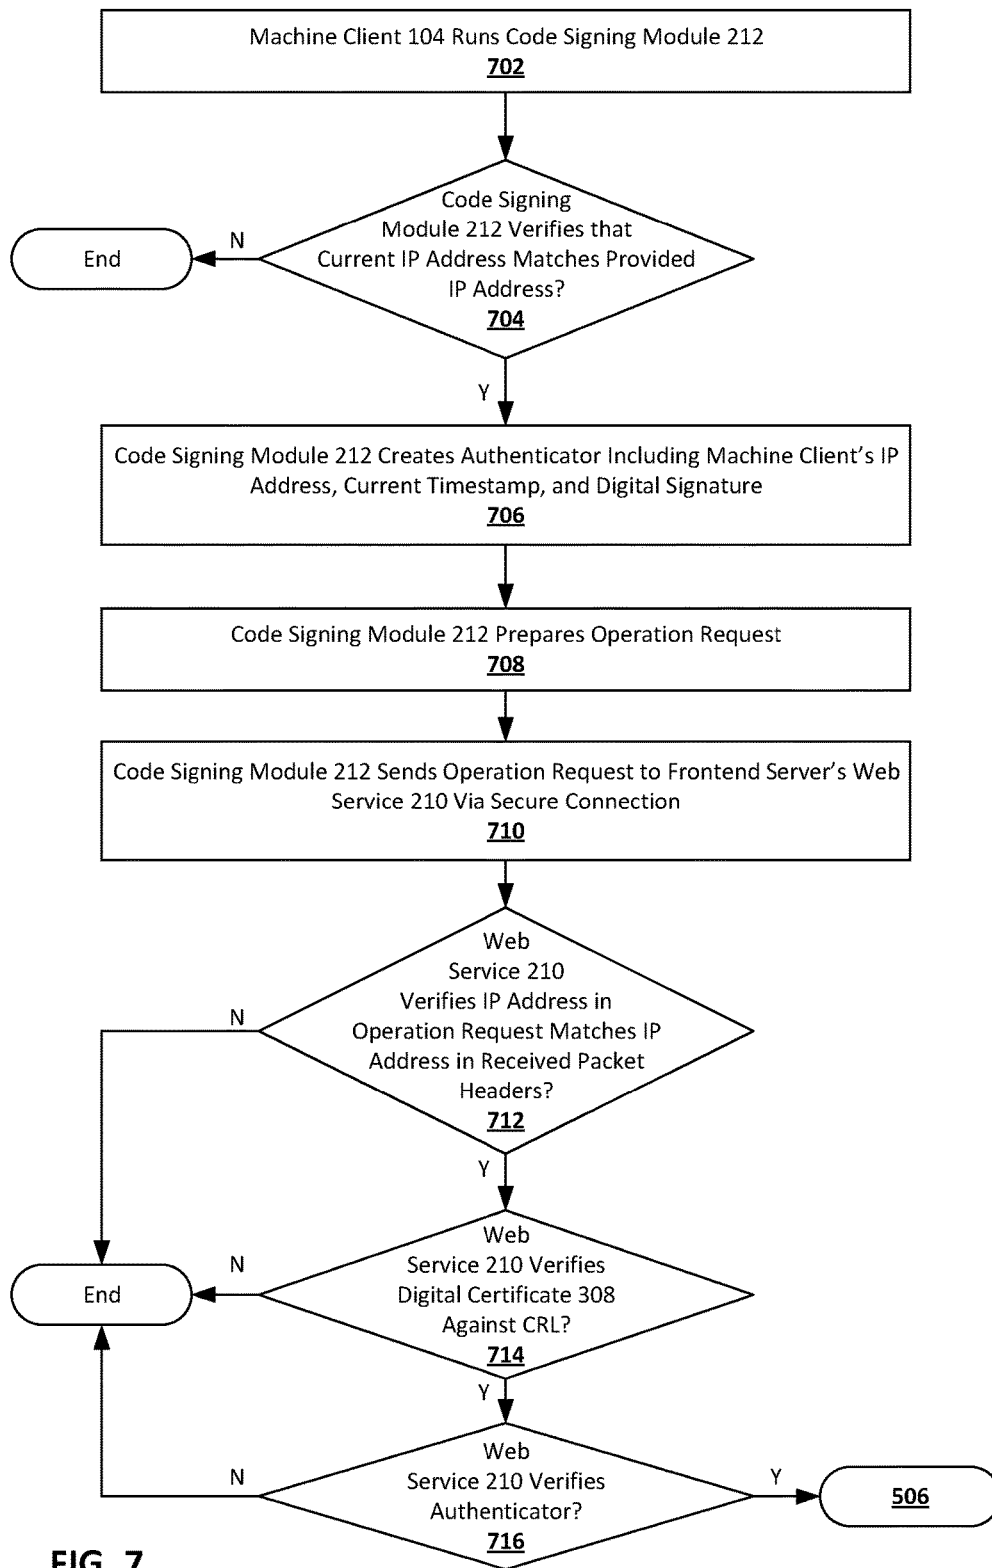 Machine Client 104 Runs Code Signing Module 212
702
Code Signing
Module 212 Verifies that
Current IP Address Matches Provided
IP Address?
704
N
End
Y
Code Signing Module 212 Creates Authenticator Including Machine Client's IP
Address, Current Timestamp, and Digital Signature
706
Code Signing Module 212 Prepares Operation Request
708
Code Signing Module 212 Sends Operation Request to Frontend Server's Web
Service 210 Via Secure Connection
710
Web
Service 210
Verifies IP Address in
Operation Request Matches IP
Address in Received Packet
Headers?
712
N
Y
Web
Service 210 Verifies
Digital Certificate 308
Against CRL?
714
N
End
Y
Web
Service 210 Verifies
Authenticator?
716
N
Y
506
FIG. 7